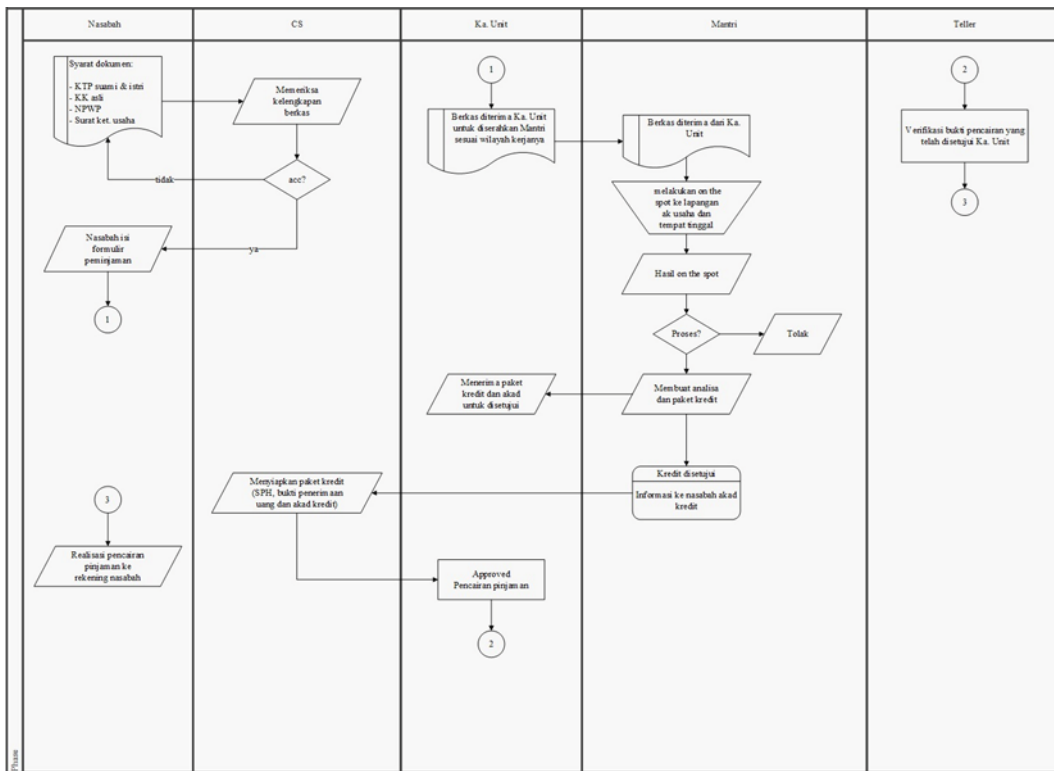 Nasabah
CS
Ka. Unit
Mantri
Teller
Syarat dokumen:
- KTP suami & istri
- KK asli
- NPWP
- Surat ket. usaha
Memeriksa
kelengkapan
berkas
acc?
tidak
ya
Nasabah isi
formulir
peminjaman
1
1
Berkas diterima Ka. Unit
untuk diserahkan Mantri
sesuai wilayah kerjanya
Berkas diterima dari Ka.
Unit
melakukan on the
spot ke lapangan
ak usaha dan
tempat tinggal
Hasil on the spot
Proses?
Tolak
Membuat analisa
dan paket kredit
Menerima paket
kredit dan akad
untuk disetujui
Kredit disetujui
Informasi ke nasabah akad
kredit
Menyiapkan paket kredit
(SPH, bukti penerimaan
uang dan akad kredit)
Approved
Pencairan pinjaman
2
2
Verifikasi bukti pencairan yang
telah disetujui Ka. Unit
3
3
Realisasi pencairan
pinjaman ke
rekening nasabah
Phase